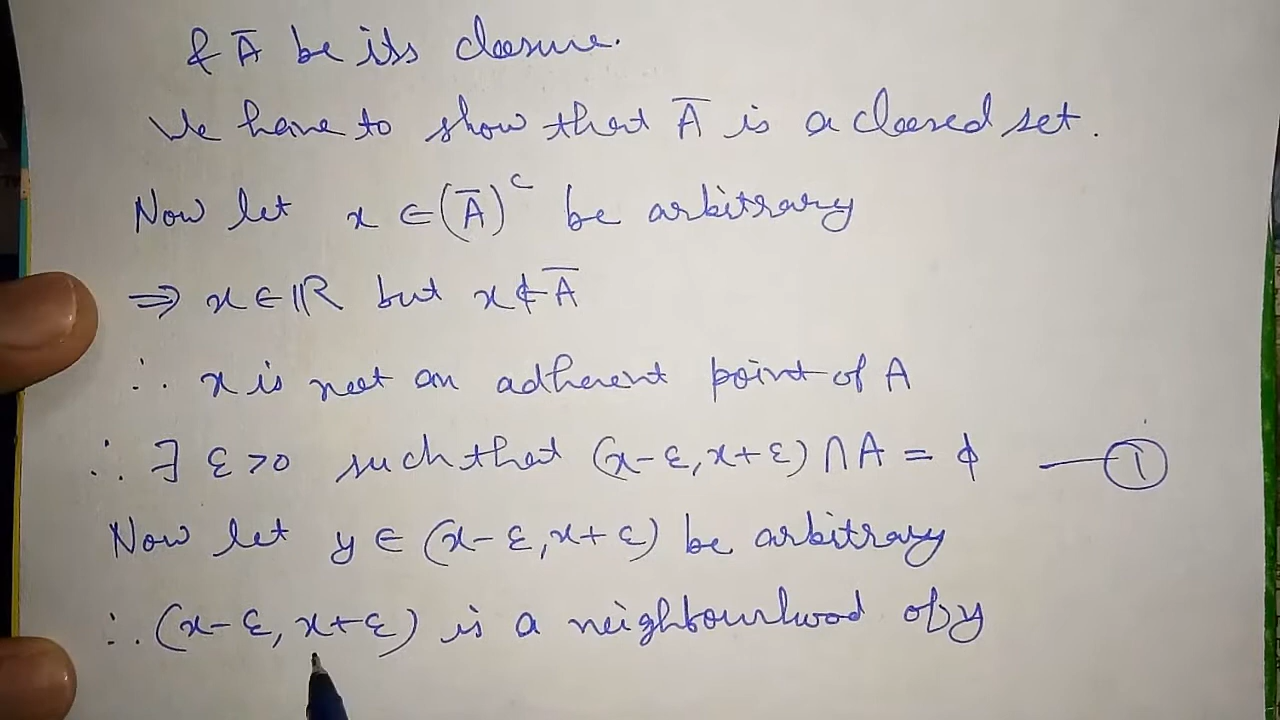 & A̅ be its closure.
We have to show that A̅ is a closed set.
Now let x ∈ (A̅)ᶜ be arbitrary
⇒ x ∈ ℝ but x ∉ A̅
∴ x is not an adherent point of A
∴ ∃ ε > 0 such that (x-ε, x+ε) ∩ A = ϕ — ①
Now let y ∈ (x-ε, x+ε) be arbitrary
∴ (x-ε, x+ε) is a neighbourhood of y